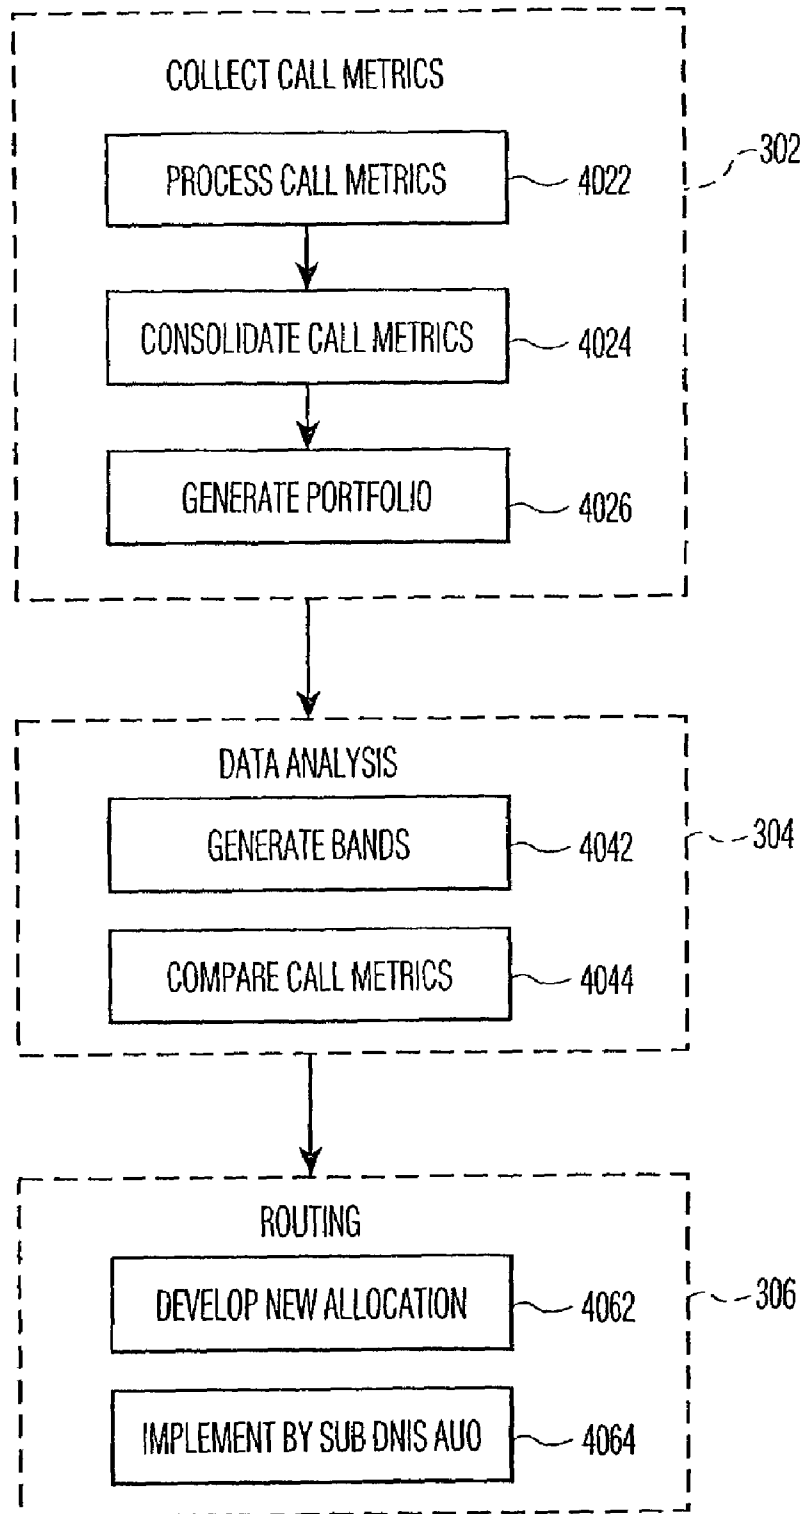 COLLECT CALL METRICS
PROCESS CALL METRICS
4022
302
CONSOLIDATE CALL METRICS
4024
GENERATE PORTFOLIO
4026
DATA ANALYSIS
GENERATE BANDS
4042
304
COMPARE CALL METRICS
4044
ROUTING
DEVELOP NEW ALLOCATION
4062
306
IMPLEMENT BY SUB DNIS AUO
4064